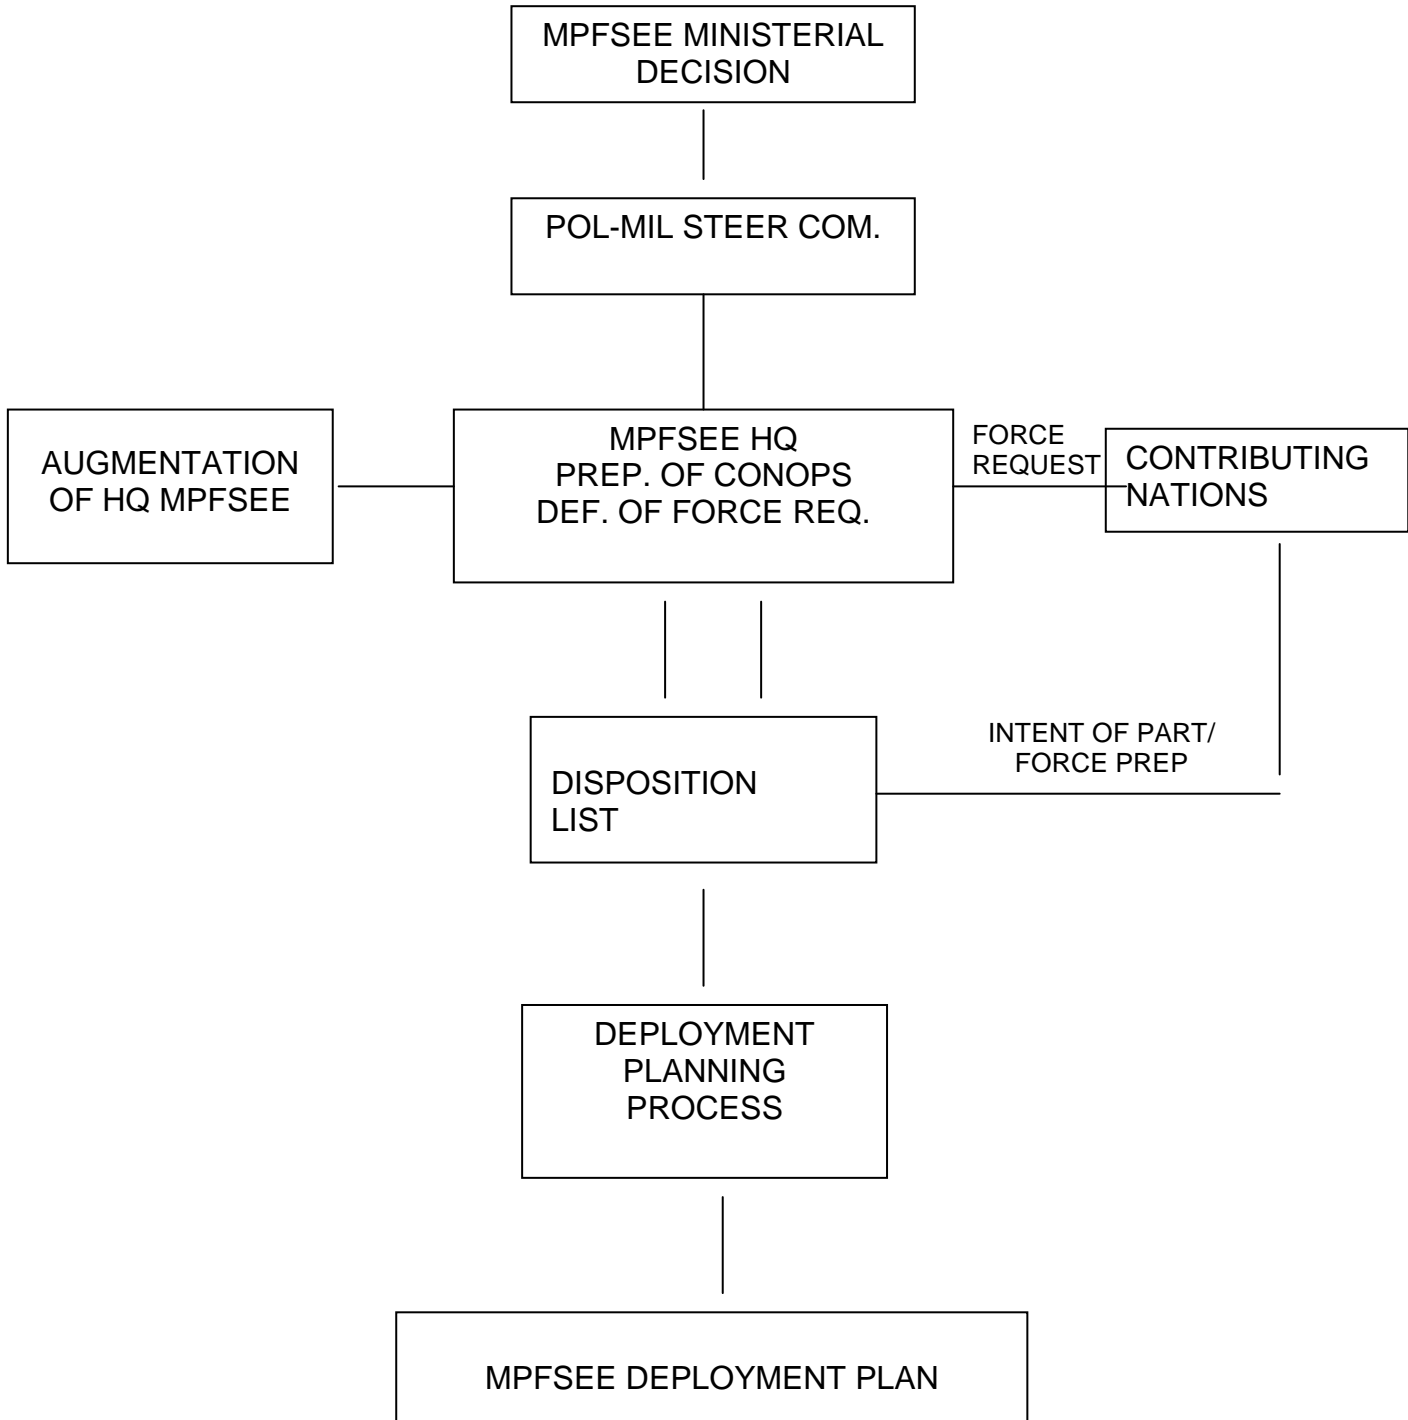 MPFSEE MINISTERIAL
DECISION
POL-MIL STEER COM.
AUGMENTATION
OF HQ MPFSEE
MPFSEE HQ
PREP. OF CONOPS
DEF. OF FORCE REQ.
FORCE
REQUEST
CONTRIBUTING
NATIONS
INTENT OF PART/
FORCE PREP
DISPOSITION
LIST
DEPLOYMENT
PLANNING
PROCESS
MPFSEE DEPLOYMENT PLAN